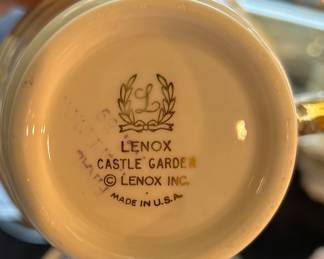 L
LENOX
CASTLE GARDEN
© LENOX INC.
MADE IN U.S.A.